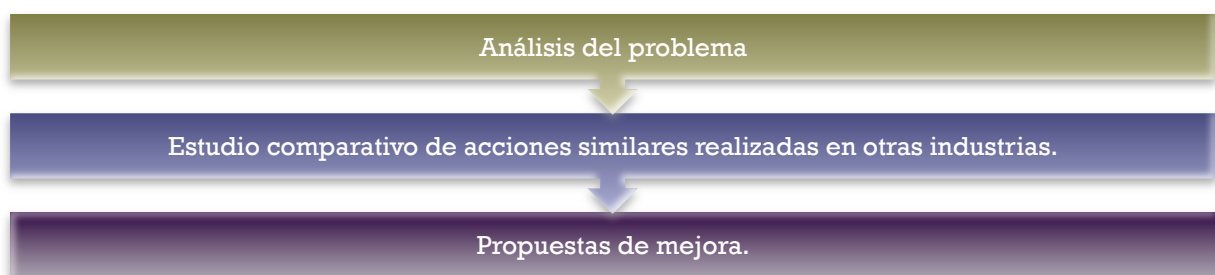 Análisis del problema
Estudio comparativo de acciones similares realizadas en otras industrias.
Propuestas de mejora.